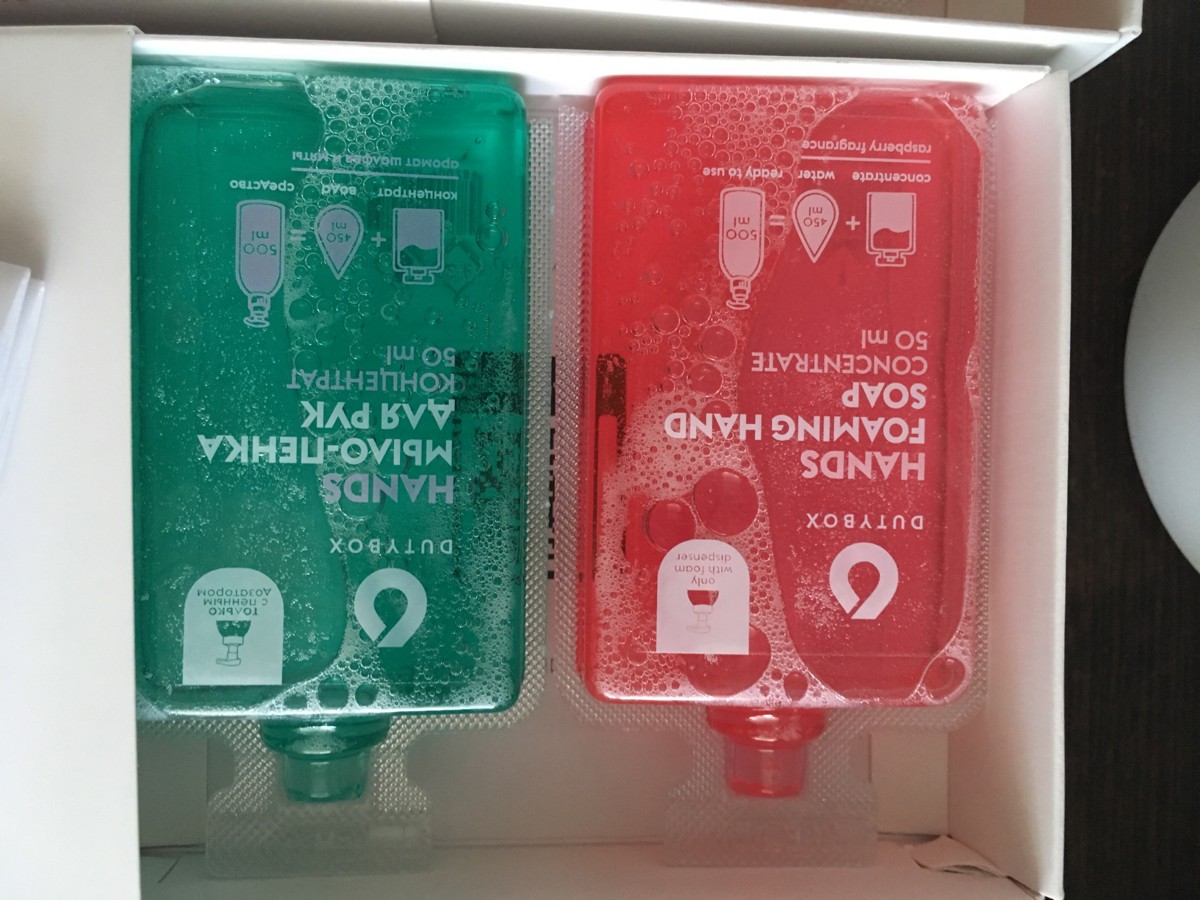 DUTYBOX
HANDS
МЫЛО-ПЕНКА
ДЛЯ РУК
КОНЦЕНТРАТ
50 ml
ТОЛЬКО
С ПЕННЫМ
ДОЗАТОРОМ
450
ml
500
ml
КОНЦЕНТРАТ
ВОДА
СРЕДСТВО
+
=
АРОМАТ ШАЛФЕЯ И МЯТЫ
DUTYBOX
HANDS
FOAMING HAND
SOAP
CONCENTRATE
50 ml
only
with foam
dispenser
+
450
ml
=
500
ml
concentrate
water
ready to use
raspberry fragrance